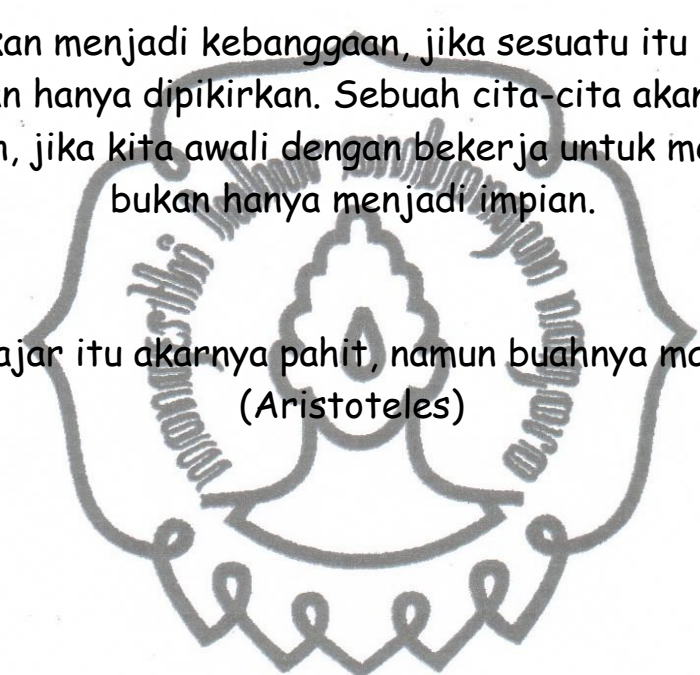 kan menjadi kebanggaan, jika sesuatu itu
n hanya dipikirkan. Sebuah cita-cita akan
n, jika kita awali dengan bekerja untuk m
bukan hanya menjadi impian.
ajar itu akarnya pahit, namun buahnya ma
(Aristoteles)